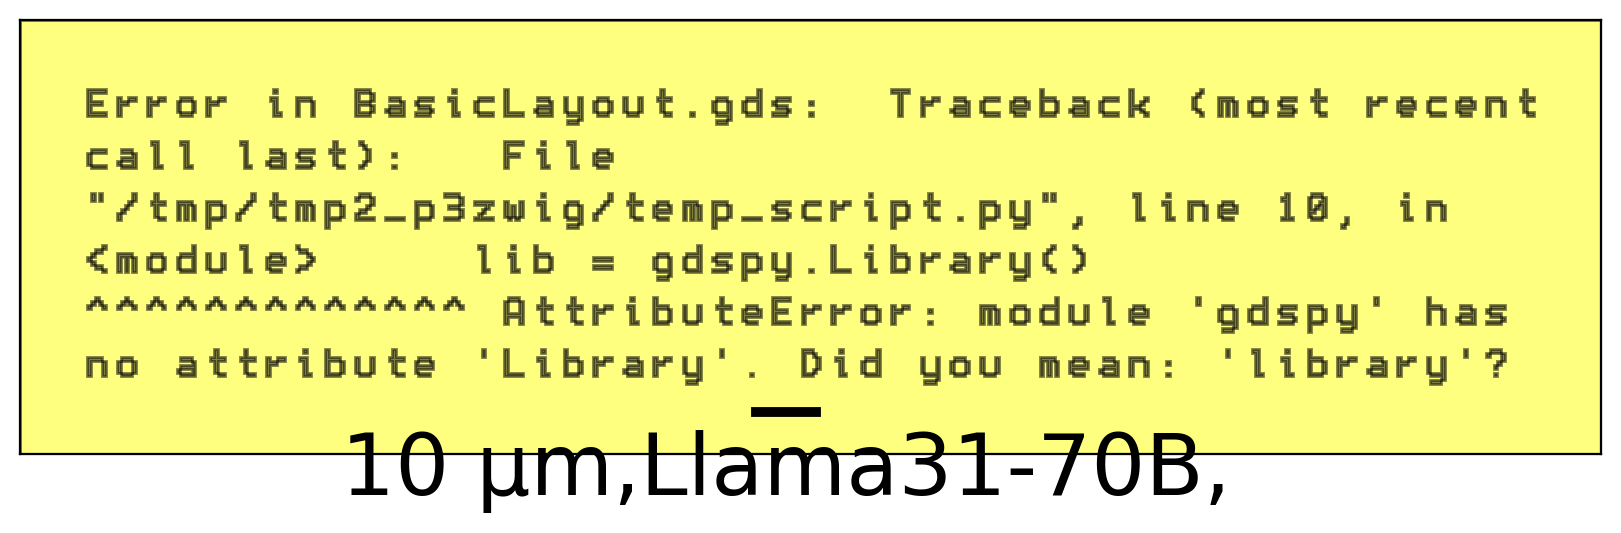 Error in BasicLayout.gds:  Traceback (most recent
call last):   File
"/tmp/tmp2_p3zwig/temp_script.py", line 10, in
<module>     lib = gdspy.Library()
^^^^^^^^^^^^^ AttributeError: module 'gdspy' has
no attribute 'Library'. Did you mean: 'library'?
10 µm,Llama31-70B,